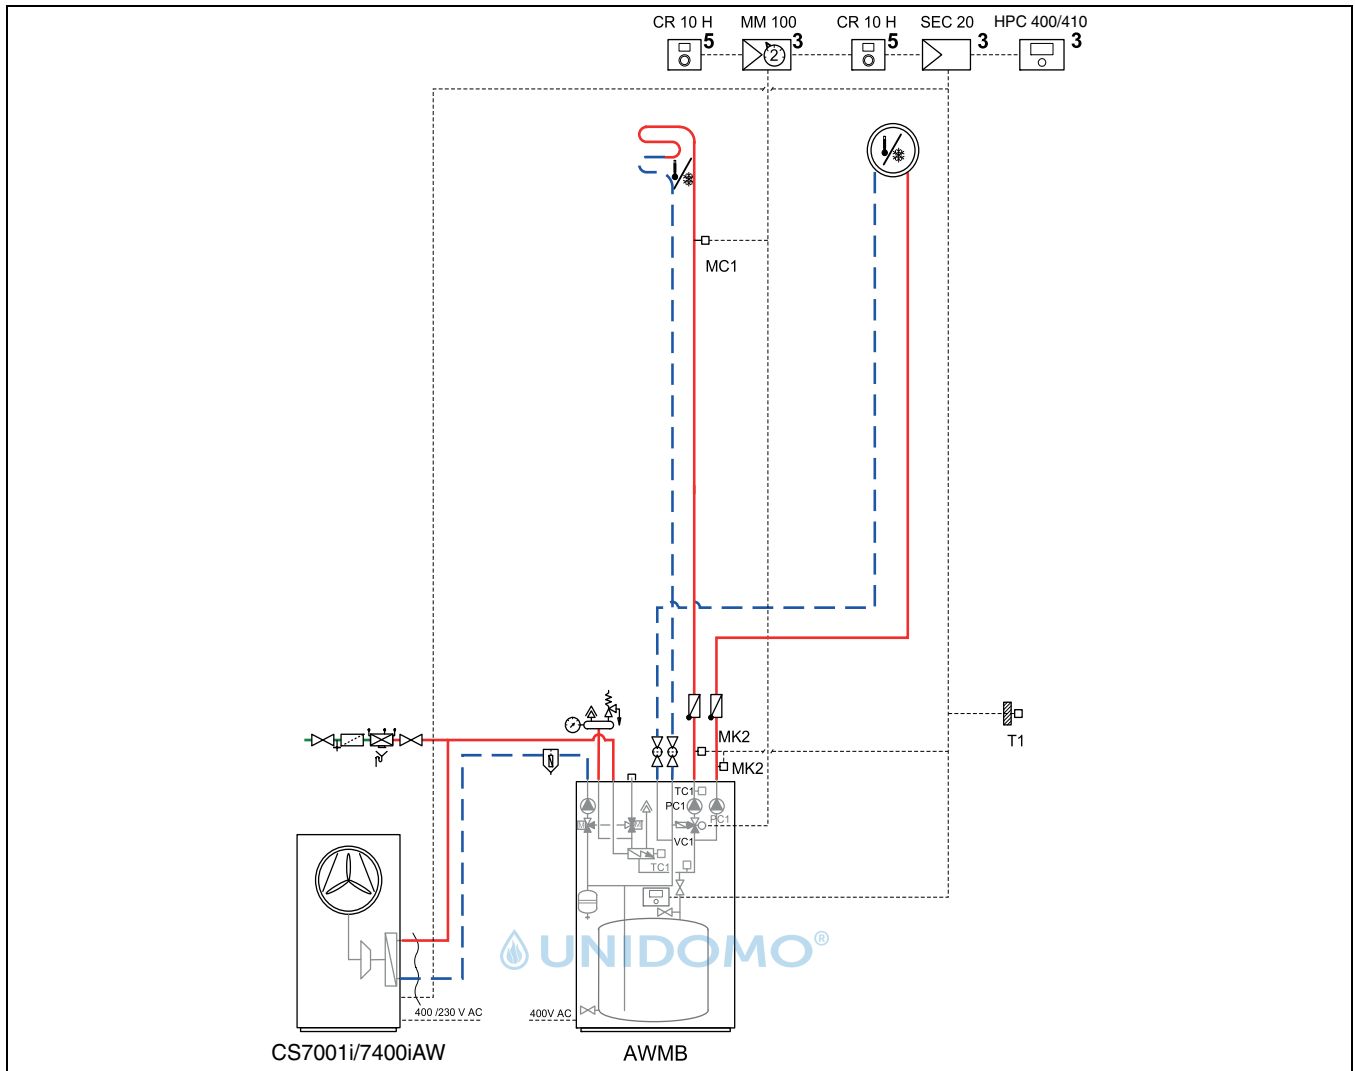 CR 10 H MM 100 CR 10 H SEC 20 HPC 400/410
5 3 5 3 3
2
MC1
MK2
T1
MK2
TC1
PC1
PC1
M M
VC1
TC1
UNIDOMO®
400 /230 V AC
400V AC
CS7001i/7400iAW
AWMB